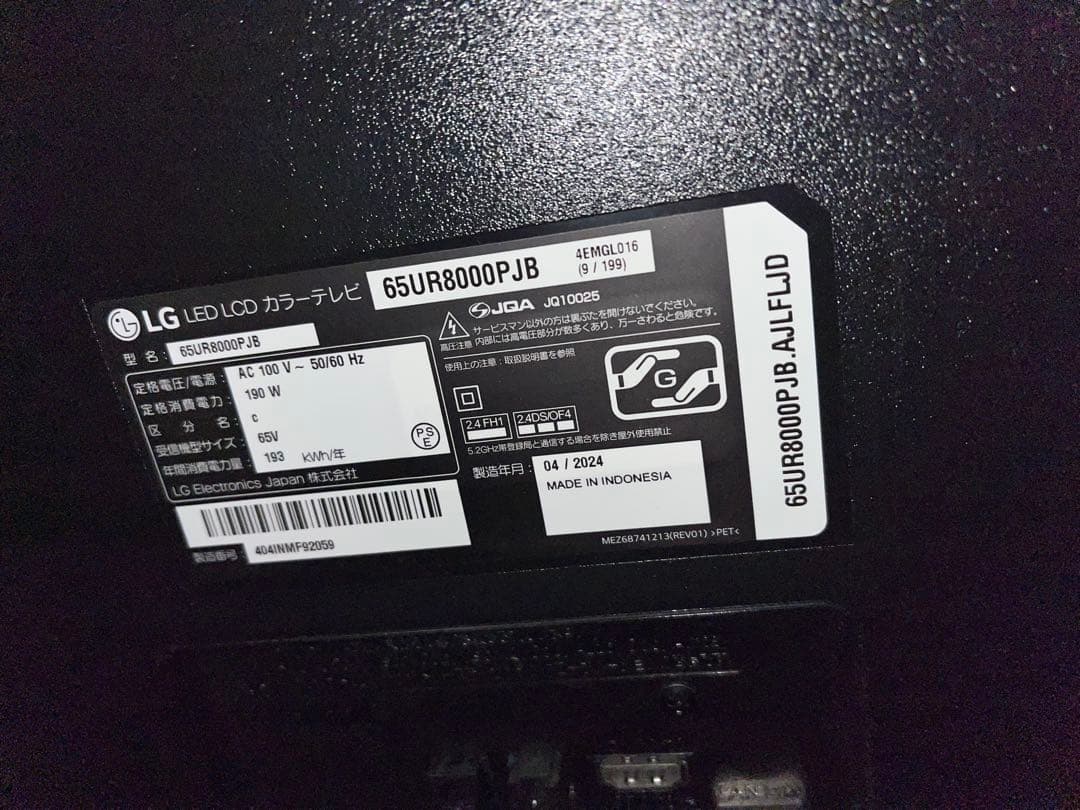 LG LED LCD カラーテレビ 65UR8000PJB 4EMGL016
(9 / 199)
型 名: 65UR8000PJB
定格電圧/電源: AC 100 V ~ 50/60 Hz
定格消費電力: 190 W
区 分 名: c
受信機型サイズ: 65V
年間消費電力量 193 kWh/年
PS
E
LG Electronics Japan 株式会社
製造番号: 404INMF92059
JQA JQ10025
高圧注意
サービスマン以外の方は裏ぶたを開けないでください。
内部には高電圧部分が数多くあり、万一さわると危険です。
使用上の注意:取扱説明書を参照
G
2.4 FH1 2.4DS/OF4
5.2GHz帯登録局と通信する場合を除き屋外使用禁止
製造年月: 04 / 2024
MADE IN INDONESIA
MEZ68741213(REV01) >PET<
65UR8000PJB.AJLFLJD